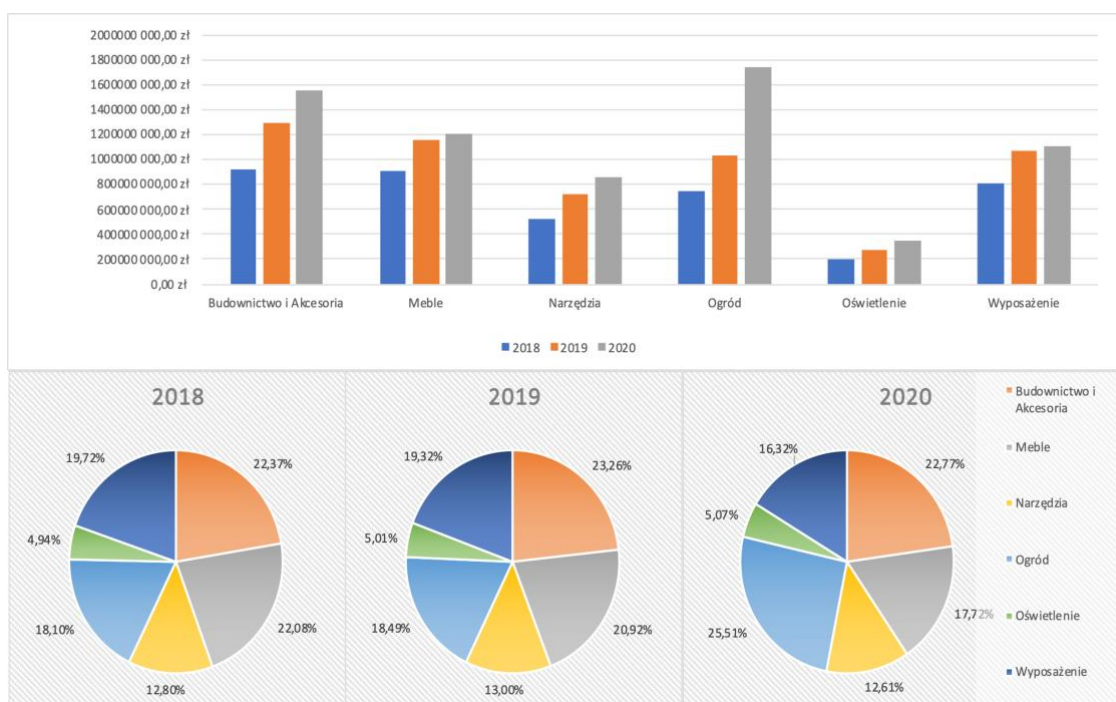 2000000 000,00 zł
1800000 000,00 zł
1600000 000,00 zł
1400000 000,00 zł
1200000 000,00 zł
1000000 000,00 zł
800000 000,00 zł
600000 000,00 zł
400000 000,00 zł
200000 000,00 zł
0,00 zł
Budownictwo i Akcesoria Meble Narzędzia Ogród Oświetlenie Wyposażenie
2018 2019 2020
2018
19,72%
22,37%
4,94%
18,10%
22,08%
12,80%
2019
19,32%
23,26%
5,01%
18,49%
20,92%
13,00%
2020
16,32%
22,77%
5,07%
25,51%
17,72%
12,61%
Budownictwo i
Akcesoria
Meble
Narzędzia
Ogród
Oświetlenie
Wyposażenie